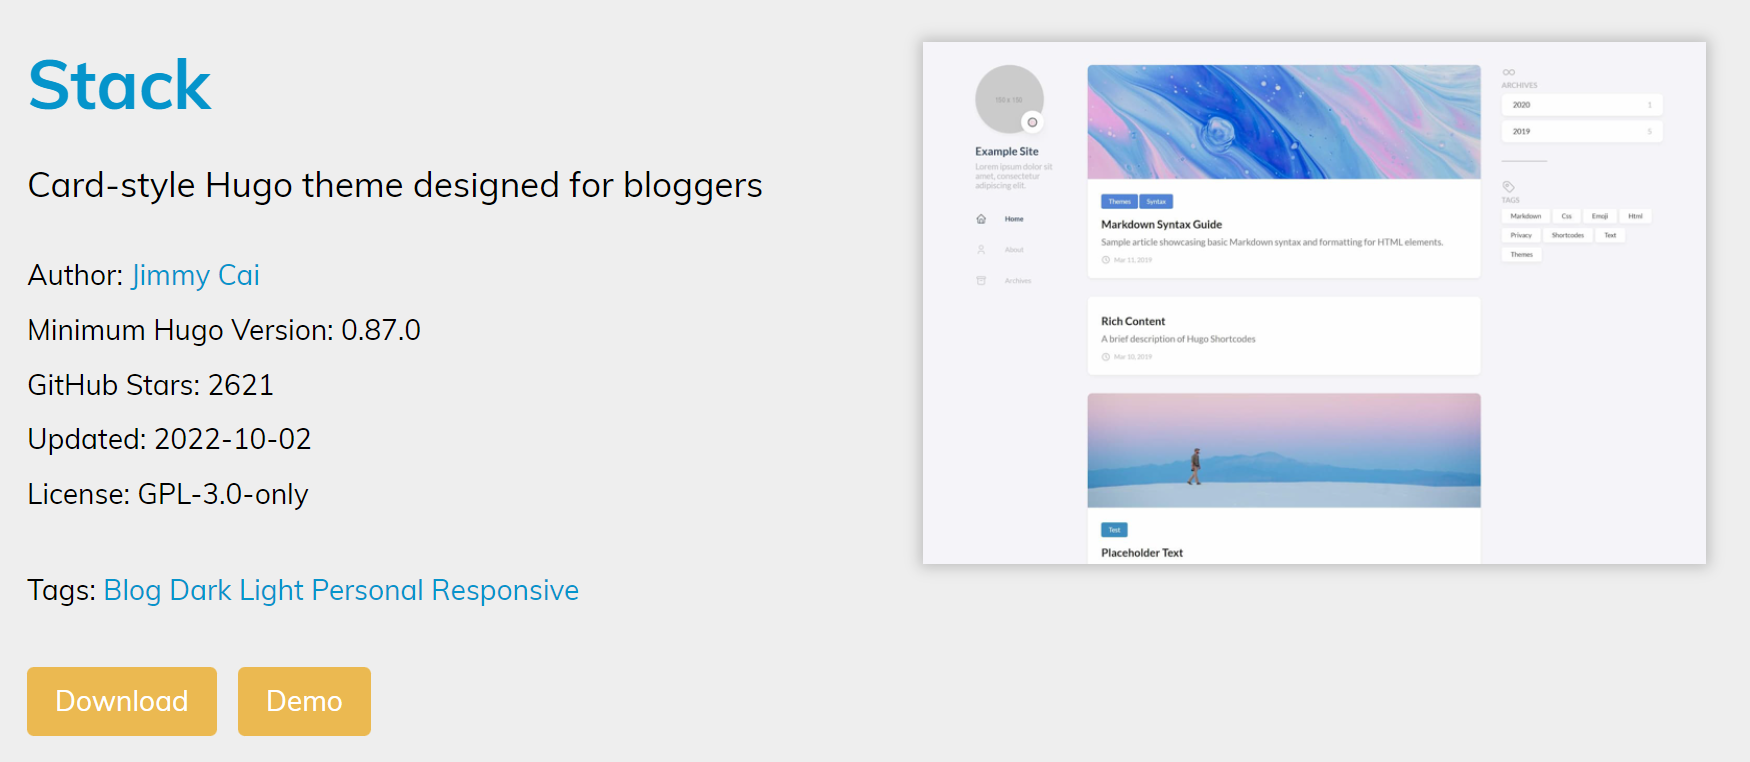 Stack
Card-style Hugo theme designed for bloggers
Author: Jimmy Cai
Minimum Hugo Version: 0.87.0
GitHub Stars: 2621
Updated: 2022-10-02
License: GPL-3.0-only
Tags: Blog Dark Light Personal Responsive
Download Demo
150 x 150
Example Site
Lorem ipsum dolor sit
amet, consectetur
adipiscing elit.
Home
About
Archives
Themes Syntax
Markdown Syntax Guide
Sample article showcasing basic Markdown syntax and formatting for HTML elements.
Mar 11, 2019
Rich Content
A brief description of Hugo Shortcodes
Mar 10, 2019
Text
Placeholder Text
ARCHIVES
2020 1
2019 5
TAGS
Markdown Css Emoji Html
Privacy Shortcodes Text
Themes